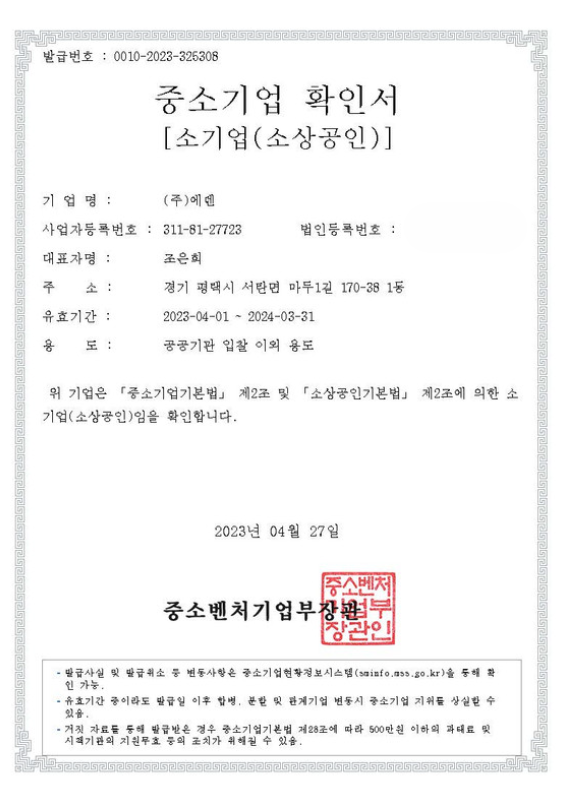 발급번호 : 0010-2023-325308
중소기업 확인서
[소기업(소상공인)]
기 업 명 : (주)에렌
사업자등록번호 : 311-81-27723 법인등록번호 :
대표자명 : 조은희
주 소 : 경기 평택시 서탄면 마두1길 170-38 1동
유효기간 : 2023-04-01 ~ 2024-03-31
용 도 : 공공기관 입찰 이외 용도
위 기업은 「중소기업기본법」 제2조 및 「소상공인기본법」 제2조에 의한 소
기업(소상공인)임을 확인합니다.
2023년 04월 27일
중소벤처기업부장관
중소벤처
기업부
장관인
- 발급사실 및 발급취소 등 변동사항은 중소기업현황정보시스템(sminfo.mss.go.kr)을 통해 확
인 가능.
- 유효기간 중이라도 발급일 이후 합병, 분할 및 관계기업 변동시 중소기업 지위를 상실할 수
있음.
- 거짓 자료를 통해 발급받은 경우 중소기업기본법 제28조에 따라 500만원 이하의 과태료 및
시책기관의 지원무효 등의 조치가 취해질 수 있음.